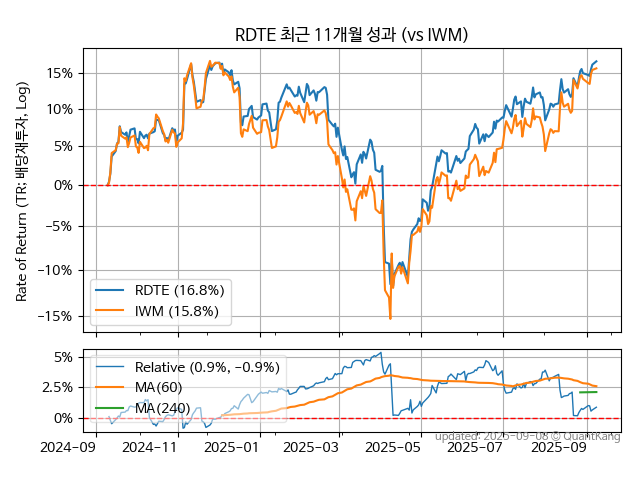 RDTE 최근 11개월 성과 (vs IWM)
Rate of Return (TR: 배당재투자, Log)
15%
10%
5%
0%
−5%
−10%
−15%
RDTE (16.8%)
IWM (15.8%)
5%
2.5%
0%
Relative (0.9%, −0.9%)
MA(60)
MA(240)
2024-09
2024-11
2025-01
2025-03
2025-05
2025-07
2025-09
updated: 2025-09-08 © QuantKang